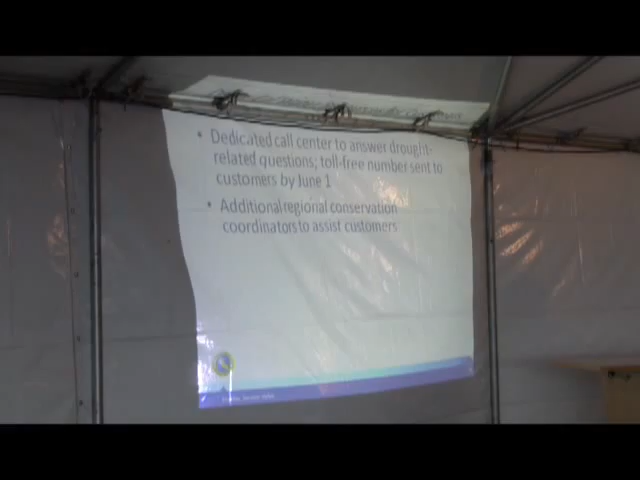 • Dedicated call center to answer drought-
related questions; toll-free number sent to
customers by June 1
• Additional regional conservation
coordinators to assist customers